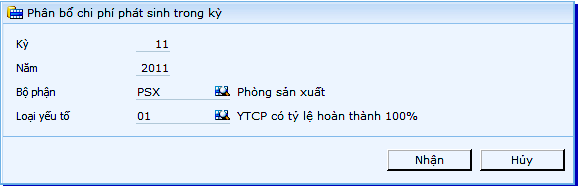 Phân bổ chi phí phát sinh trong kỳ
Kỳ 11
Năm 2011
Bộ phận PSX Phòng sản xuất
Loại yếu tố 01 YTCP có tỷ lệ hoàn thành 100%
Nhận Hủy